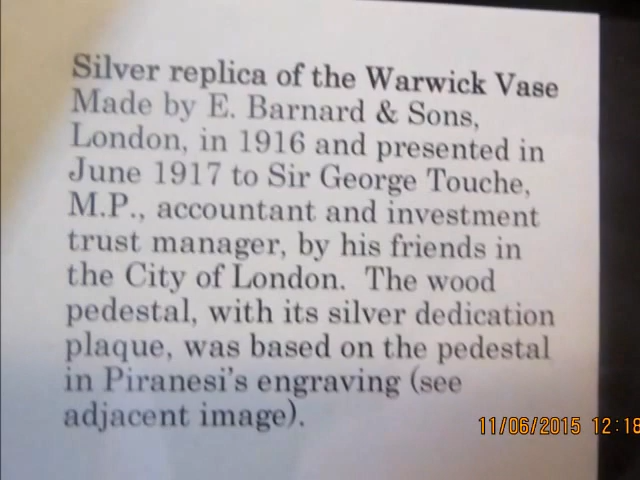 Silver replica of the Warwick Vase
Made by E. Barnard & Sons,
London, in 1916 and presented in
June 1917 to Sir George Touche,
M.P., accountant and investment
trust manager, by his friends in
the City of London. The wood
pedestal, with its silver dedication
plaque, was based on the pedestal
in Piranesi's engraving (see
adjacent image).
11/06/2015 12:18